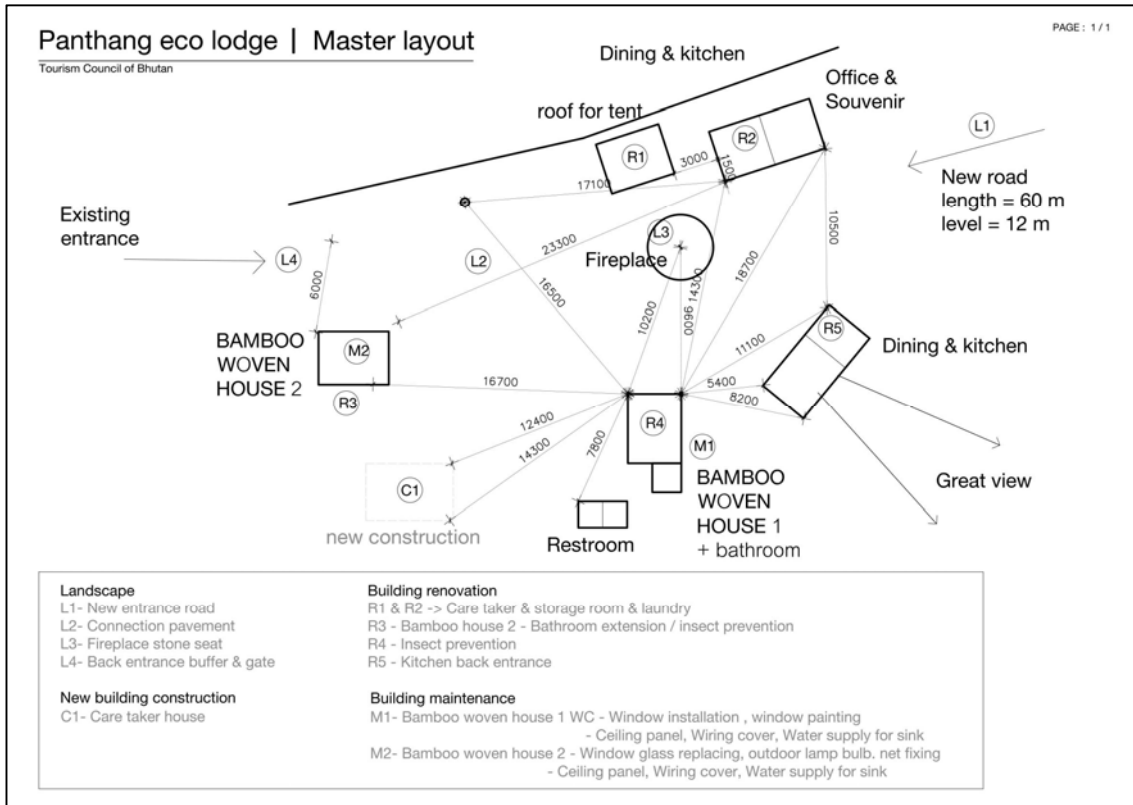 Panthang eco lodge | Master layout
Tourism Council of Bhutan
PAGE : 1 / 1
Dining & kitchen
Office &
Souvenir
roof for tent
R1
R2
L1
3000
1500
17100
New road
length = 60 m
level = 12 m
Existing
entrance
L4
L2
L3
Fireplace
23300
10500
6000
16500
10200
9600
14300
18700
BAMBOO
WOVEN
HOUSE 2
M2
R3
16700
11100
5400
8200
R5
Dining & kitchen
12400
14300
7800
R4
M1
C1
new construction
Restroom
BAMBOO
WOVEN
HOUSE 1
+ bathroom
Great view
Landscape
L1- New entrance road
L2- Connection pavement
L3- Fireplace stone seat
L4- Back entrance buffer & gate
New building construction
C1- Care taker house
Building renovation
R1 & R2 -> Care taker & storage room & laundry
R3 - Bamboo house 2 - Bathroom extension / insect prevention
R4 - Insect prevention
R5 - Kitchen back entrance
Building maintenance
M1- Bamboo woven house 1 WC - Window installation , window painting
- Ceiling panel, Wiring cover, Water supply for sink
M2- Bamboo woven house 2 - Window glass replacing, outdoor lamp bulb. net fixing
- Ceiling panel, Wiring cover, Water supply for sink